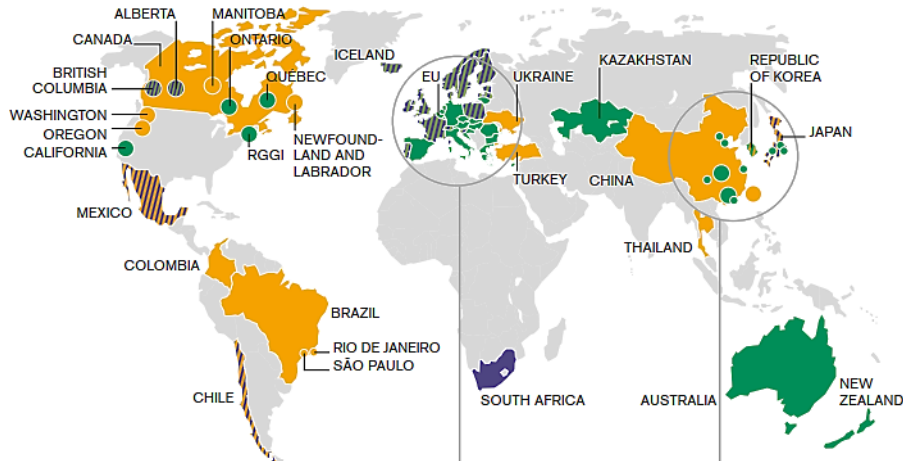 ALBERTA
MANITOBA
CANADA
ONTARIO
ICELAND
BRITISH
COLUMBIA
QUÉBEC
EU
UKRAINE
KAZAKHSTAN
REPUBLIC
OF KOREA
WASHINGTON
OREGON
CALIFORNIA
RGGI
NEWFOUND-
LAND AND
LABRADOR
JAPAN
TURKEY
CHINA
MEXICO
THAILAND
COLOMBIA
BRAZIL
RIO DE JANEIRO
SÃO PAULO
CHILE
SOUTH AFRICA
AUSTRALIA
NEW
ZEALAND